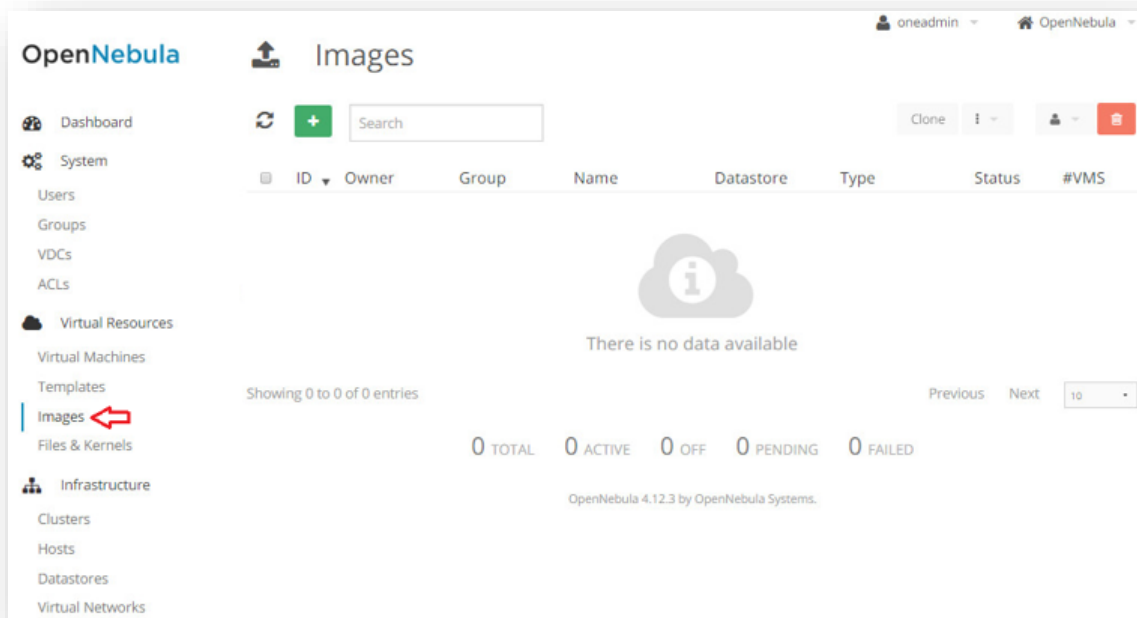 oneadmin OpenNebula
OpenNebula Images
Dashboard
Search
Clone
System
ID Owner Group Name Datastore Type Status #VMS
Users
Groups
VDCs
ACLs
Virtual Resources
There is no data available
Virtual Machines
Templates
Showing 0 to 0 of 0 entries
Previous Next 10
Images
Files & Kernels
0 TOTAL 0 ACTIVE 0 OFF 0 PENDING 0 FAILED
Infrastructure
OpenNebula 4.12.3 by OpenNebula Systems.
Clusters
Hosts
Datastores
Virtual Networks